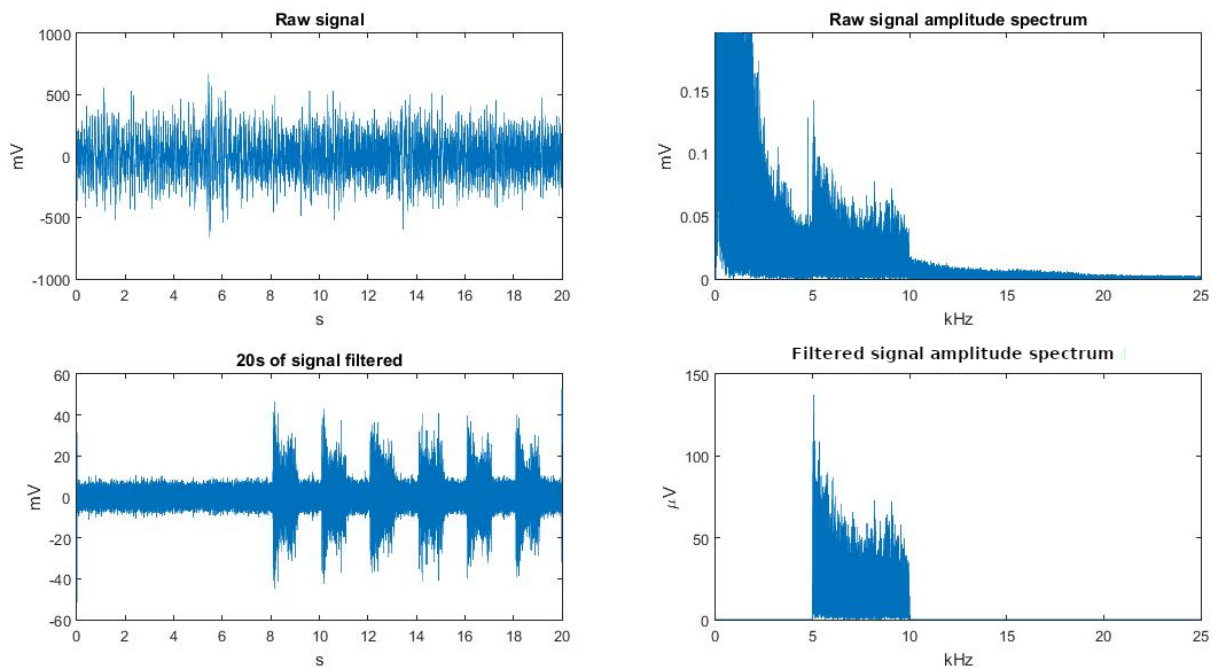 Raw signal
1000
500
0
-500
-1000
mV
0 2 4 6 8 10 12 14 16 18 20
s
Raw signal amplitude spectrum
0.15
0.1
0.05
0
mV
0 5 10 15 20 25
kHz
20s of signal filtered
60
40
20
0
-20
-40
-60
mV
0 2 4 6 8 10 12 14 16 18 20
s
Filtered signal amplitude spectrum
150
100
50
0
μV
0 5 10 15 20 25
kHz